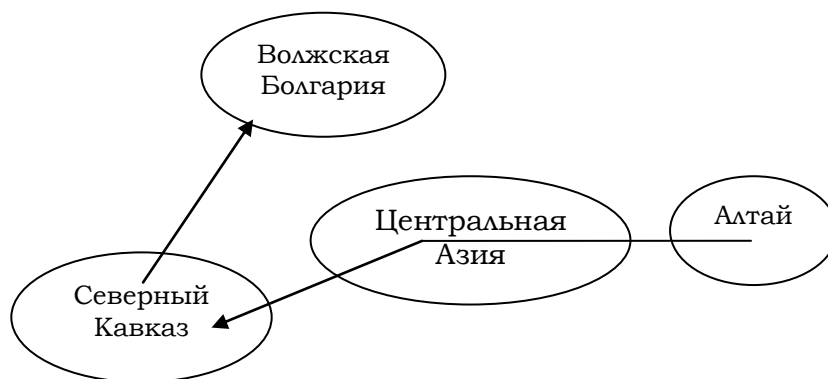 Волжская
Болгария
Центральная
Азия
Алтай
Северный
Кавказ